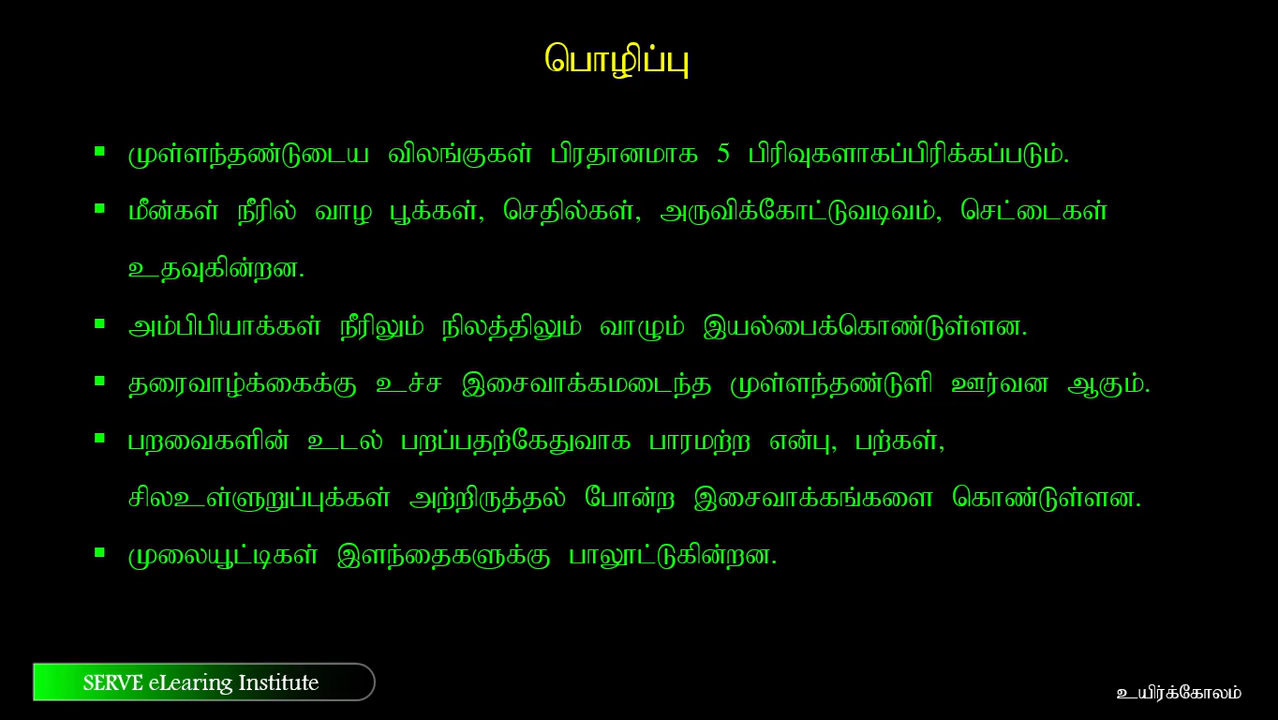 பொழிப்பு
▪ முள்ளந்தண்டுடைய விலங்குகள் பிரதானமாக 5 பிரிவுகளாகப்பிரிக்கப்படும்.
▪ மீன்கள் நீரில் வாழ பூக்கள், செதில்கள், அருவிக்கோட்டுவடிவம், செட்டைகள்
உதவுகின்றன.
▪ அம்பிபியாக்கள் நீரிலும் நிலத்திலும் வாழும் இயல்பைக்கொண்டுள்ளன.
▪ தரைவாழ்க்கைக்கு உச்ச இசைவாக்கமடைந்த முள்ளந்தண்டுளி ஊர்வன ஆகும்.
▪ பறவைகளின் உடல் பறப்பதற்கேதுவாக பாரமற்ற என்பு, பற்கள்,
சிலஉள்ளுறுப்புக்கள் அற்றிருத்தல் போன்ற இசைவாக்கங்களை கொண்டுள்ளன.
▪ முலையூட்டிகள் இளந்தைகளுக்கு பாலூட்டுகின்றன.
SERVE eLearing Institute
உயிர்க்கோலம்